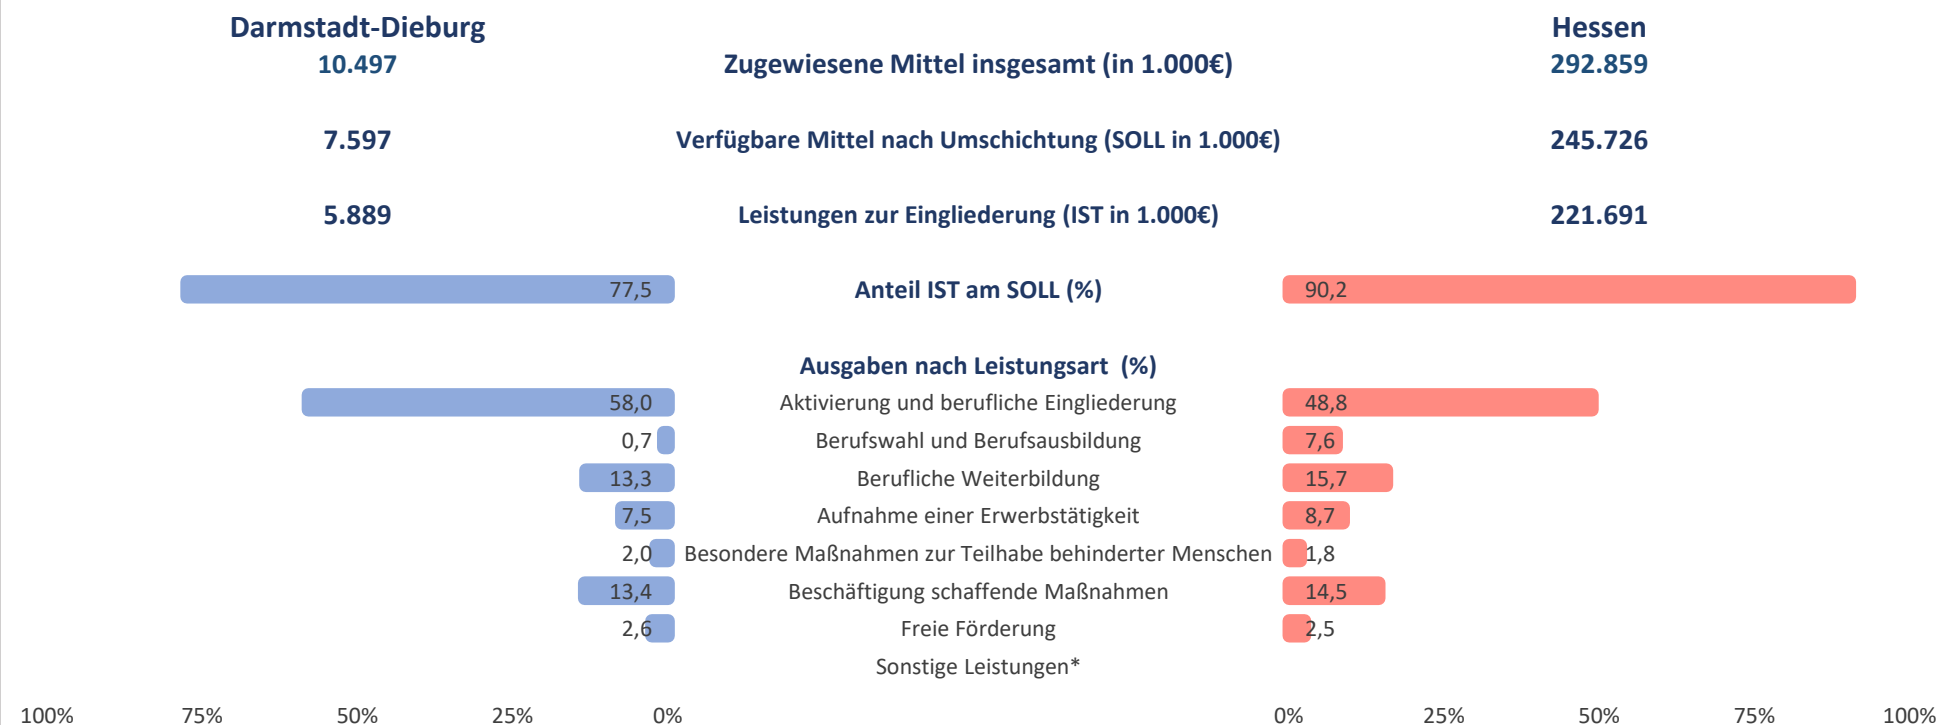 Darmstadt-Dieburg Hessen
10.497 Zugewiesene Mittel insgesamt (in 1.000€) 292.859
7.597 Verfügbare Mittel nach Umschichtung (SOLL in 1.000€) 245.726
5.889 Leistungen zur Eingliederung (IST in 1.000€) 221.691
77,5 Anteil IST am SOLL (%) 90,2
Ausgaben nach Leistungsart (%)
58,0 Aktivierung und berufliche Eingliederung 48,8
0,7 Berufswahl und Berufsausbildung 7,6
13,3 Berufliche Weiterbildung 15,7
7,5 Aufnahme einer Erwerbstätigkeit 8,7
2,0 Besondere Maßnahmen zur Teilhabe behinderter Menschen 1,8
13,4 Beschäftigung schaffende Maßnahmen 14,5
2,6 Freie Förderung 2,5
Sonstige Leistungen*
100% 75% 50% 25% 0% 0% 25% 50% 75% 100%